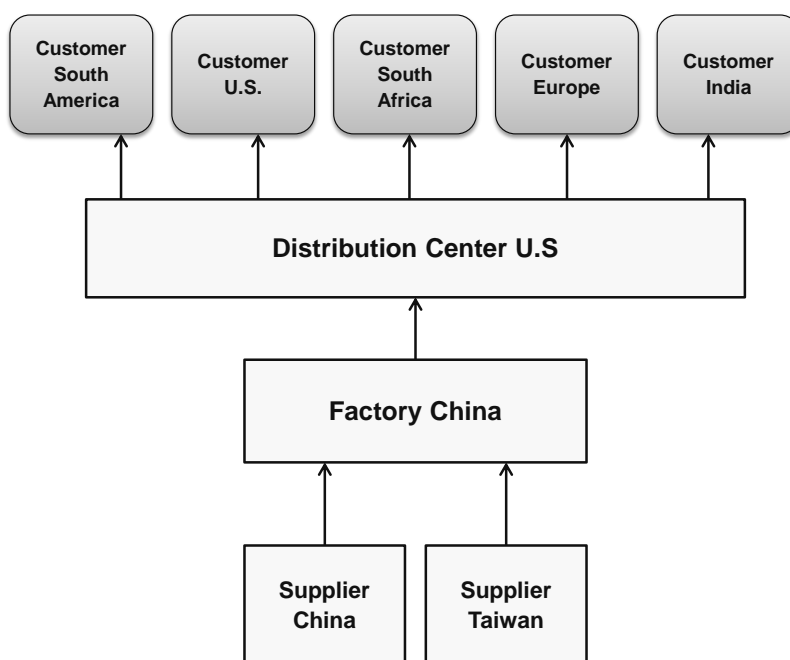 Customer
South
America
Customer
U.S.
Customer
South
Africa
Customer
Europe
Customer
India
Distribution Center U.S
Factory China
Supplier
China
Supplier
Taiwan